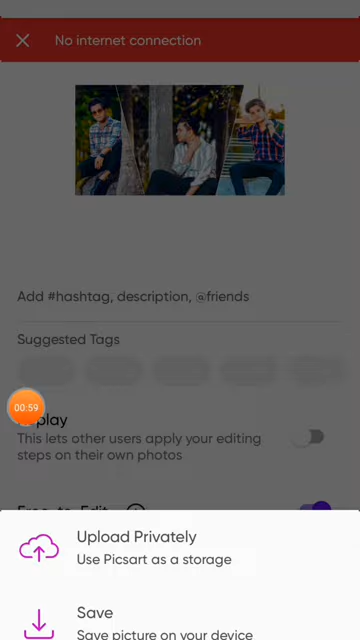 No internet connection
Add #hashtag, description, @friends
Suggested Tags
00:59
This lets other users apply your editing
steps on their own photos
Free-to-Edit
Upload Privately
Use Picsart as a storage
Save
Save picture on your device